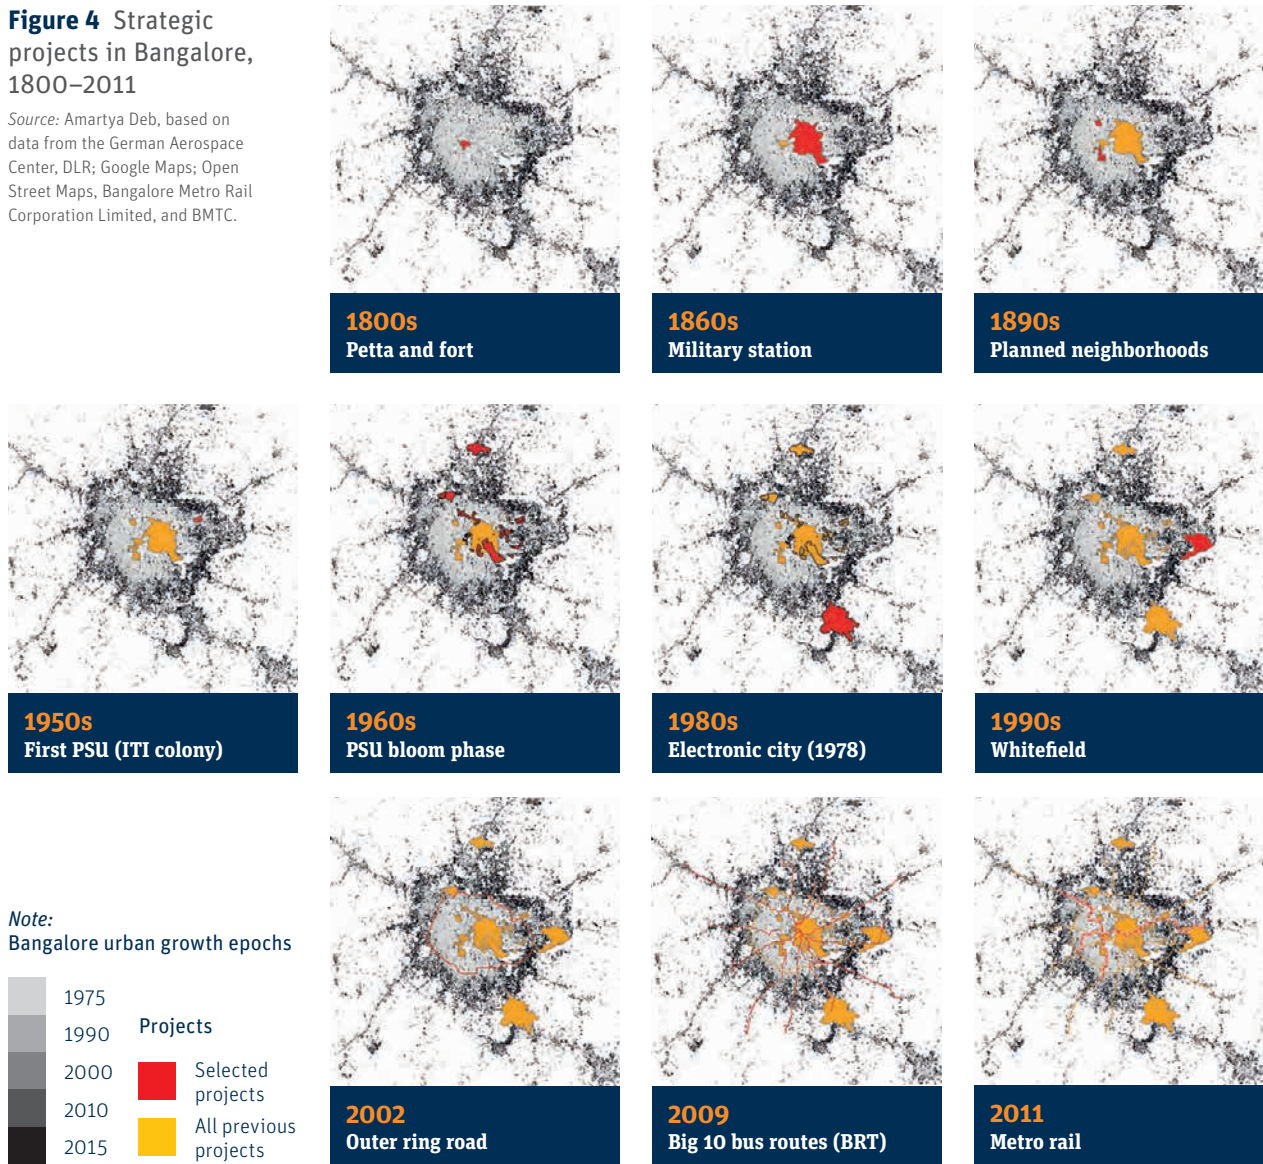 Figure 4 Strategic
projects in Bangalore,
1800–2011
Source: Amartya Deb, based on
data from the German Aerospace
Center, DLR; Google Maps; Open
Street Maps, Bangalore Metro Rail
Corporation Limited, and BMTC.
1800s
Petta and fort
1860s
Military station
1890s
Planned neighborhoods
1950s
First PSU (ITI colony)
1960s
PSU bloom phase
1980s
Electronic city (1978)
1990s
Whitefield
2002
Outer ring road
2009
Big 10 bus routes (BRT)
2011
Metro rail
Note:
Bangalore urban growth epochs
1975
1990
2000
2010
2015
Projects
Selected
projects
All previous
projects